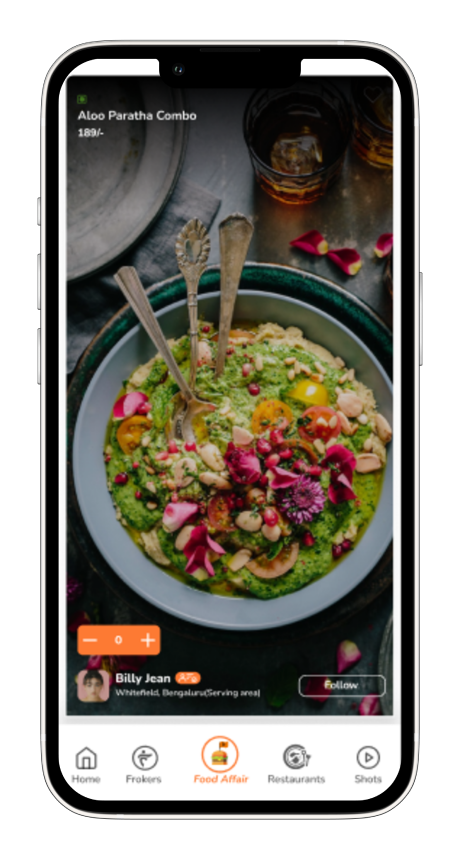 Aloo Paratha Combo
189/-
0
Billy Jean
Whitefield, Bengaluru(Serving area)
Follow
Home
Frokers
Food Affair
Restaurants
Shots